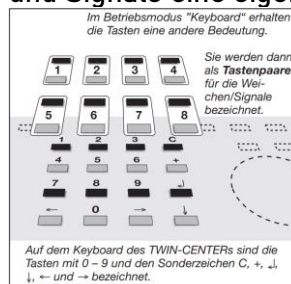 und Signale eine eige
Im Betriebsmodus "Keyboard" erhalten
die Tasten eine andere Bedeutung.
Sie werden dann
als Tastenpaare
für die Wei-
chen/Signale
bezeichnet.
1 2 3 4
5 6 7 8
1 2 3 C
4 5 6 +
7 8 9 ↲
← 0 → ↓
Auf dem Keyboard des TWIN-CENTERs sind die
Tasten mit 0 – 9 und den Sonderzeichen C, +, ↲,
↓, ← und → bezeichnet.